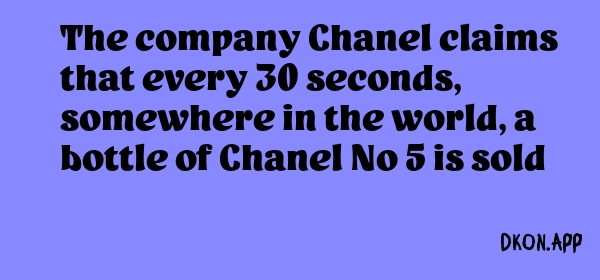 The company Chanel claims
that every 30 seconds,
somewhere in the world, a
bottle of Chanel No 5 is sold
DKON.APP